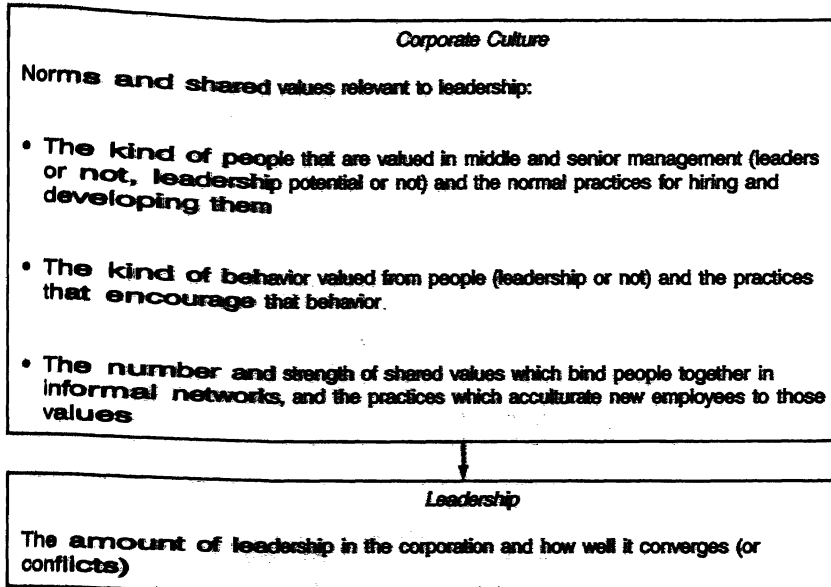 Corporate Culture
Norms and shared values relevant to leadership:
• The kind of people that are valued in middle and senior management (leaders
or not, leadership potential or not) and the normal practices for hiring and
developing them
• The kind of behavior valued from people (leadership or not) and the practices
that encourage that behavior.
• The number and strength of shared values which bind people together in
informal networks, and the practices which acculturate new employees to those
values
Leadership
The amount of leadership in the corporation and how well it converges (or
conflicts)